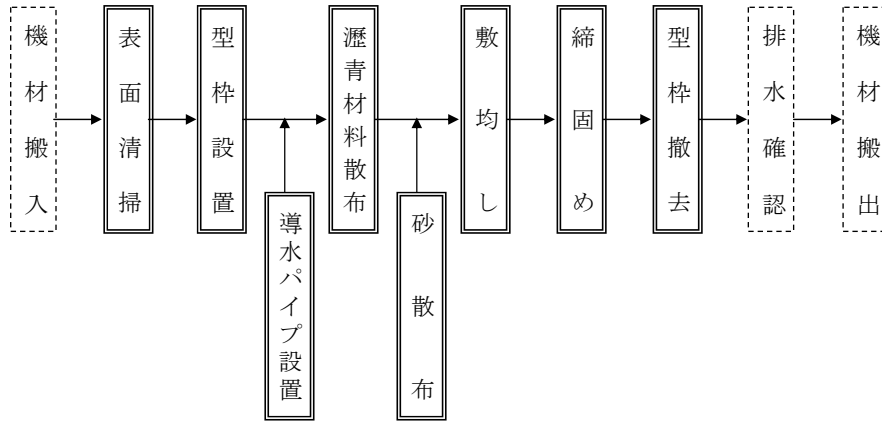 機材搬入
表面清掃
型枠設置
導水パイプ設置
瀝青材料散布
砂散布
敷均し
締固め
型枠撤去
排水確認
機材搬出